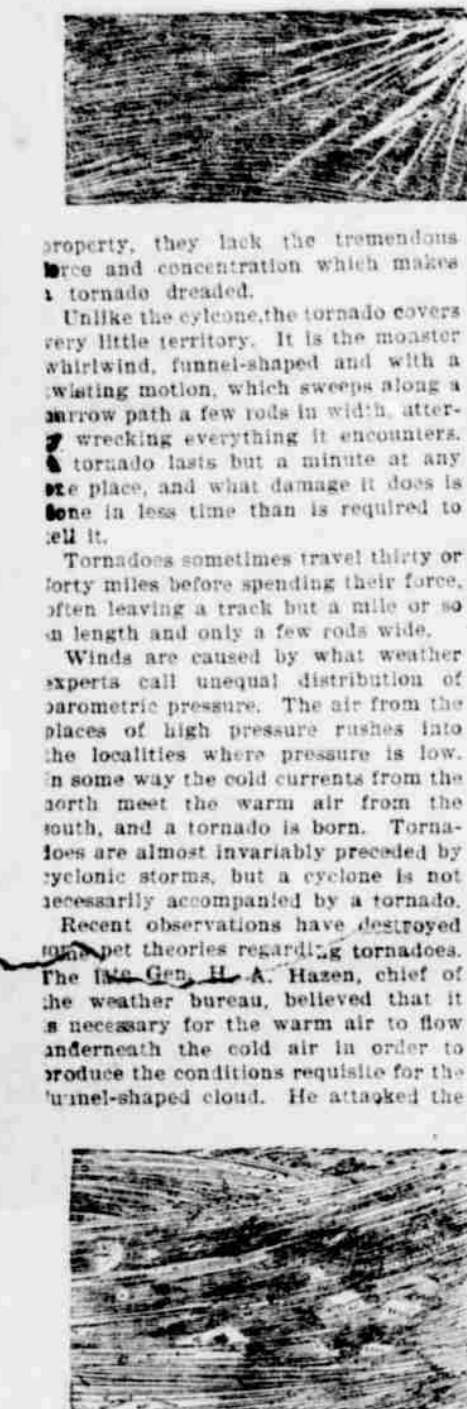 property, they lack the tremendous
force and concentration which makes
a tornado dreaded.
Unlike the cylcone,the tornado covers
very little territory. It is the monster
whirlwind, funnel-shaped and with a
twisting motion, which sweeps along a
narrow path a few rods in width, utter-
ly wrecking everything it encounters.
A tornado lasts but a minute at any
one place, and what damage it does is
done in less time than is required to
tell it.
Tornadoes sometimes travel thirty or
forty miles before spending their force,
often leaving a track but a mile or so
in length and only a few rods wide.
Winds are caused by what weather
experts call unequal distribution of
barometric pressure. The air from the
places of high pressure rushes into
the localities where pressure is low.
In some way the cold currents from the
north meet the warm air from the
south, and a tornado is born. Torna-
does are almost invariably preceded by
cyclonic storms, but a cyclone is not
necessarily accompanied by a tornado.
Recent observations have destroyed
some pet theories regarding tornadoes.
The late Gen. H. A. Hazen, chief of
the weather bureau, believed that it
is necessary for the warm air to flow
underneath the cold air in order to
produce the conditions requisite for the
funnel-shaped cloud. He attacked the